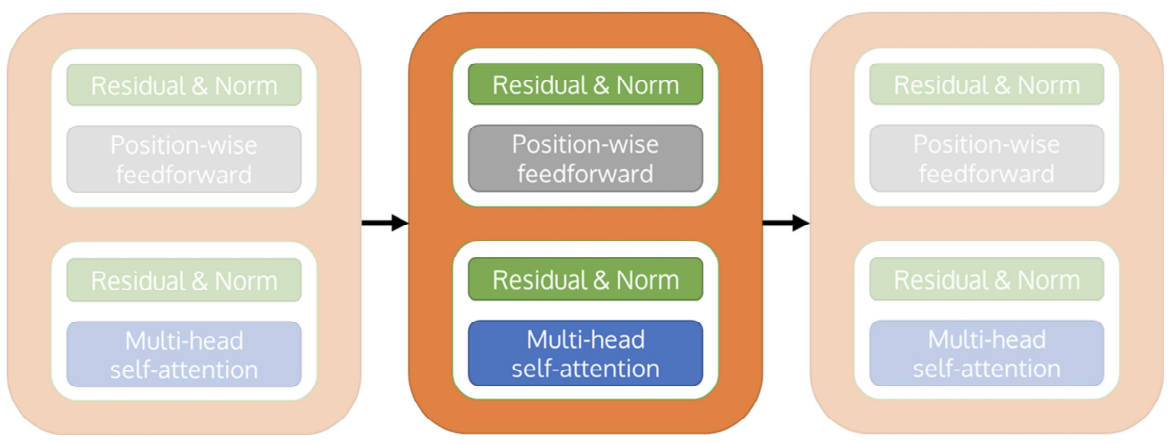 Residual & Norm
Position-wise
feedforward
Residual & Norm
Multi-head
self-attention
Residual & Norm
Position-wise
feedforward
Residual & Norm
Multi-head
self-attention
Residual & Norm
Position-wise
feedforward
Residual & Norm
Multi-head
self-attention